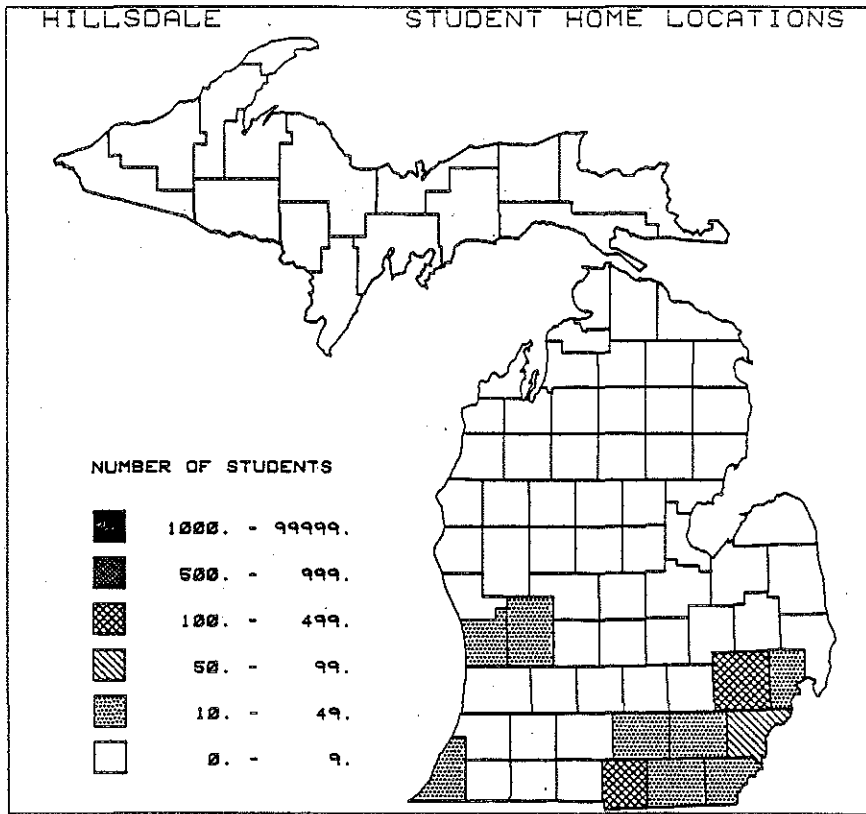 HILLSDALE STUDENT HOME LOCATIONS
NUMBER OF STUDENTS
1000. - 99999.
500. - 999.
100. - 499.
50. - 99.
10. - 49.
0. - 9.